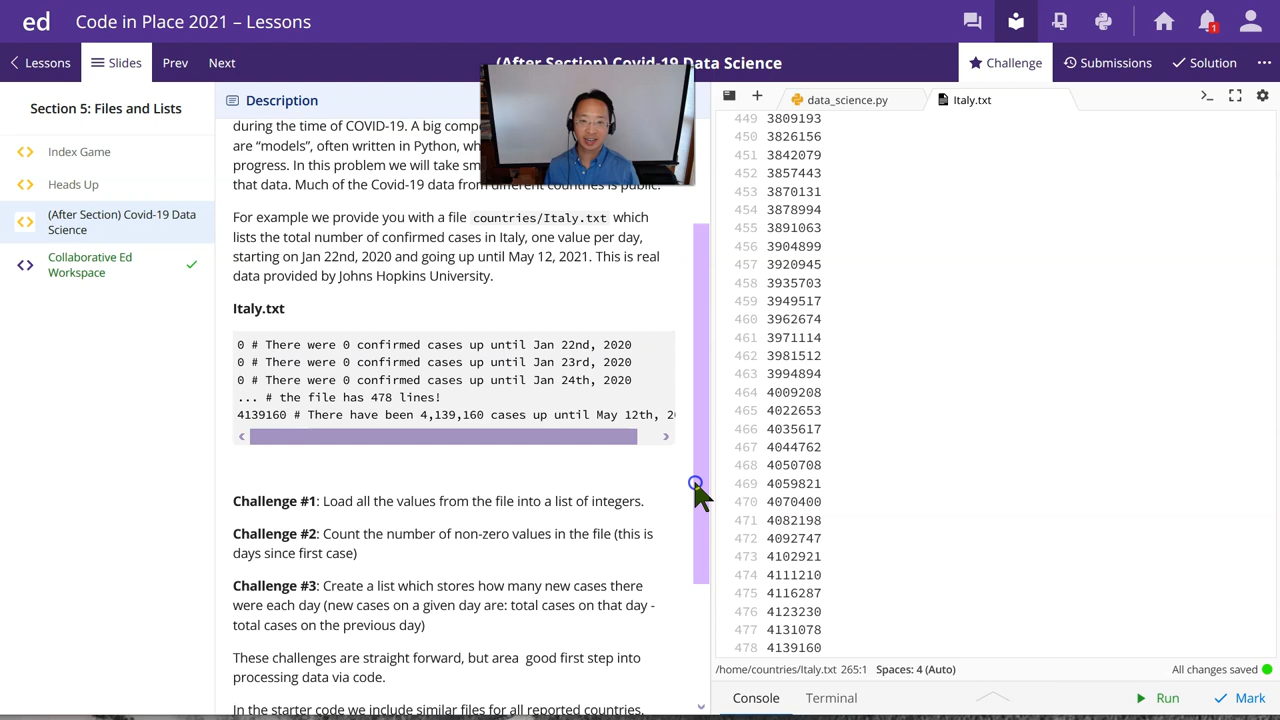 ed Code in Place 2021 – Lessons 1
Lessons Slides Prev Next (After Section) Covid-19 Data Science Challenge Submissions Solution
Section 5: Files and Lists
Index Game
Heads Up
(After Section) Covid-19 Data
Science
Collaborative Ed
Workspace
Description
during the time of COVID-19. A big
are “models”, often written in Python,
progress. In this problem we will take
that data. Much of the Covid-19 data from different countries is public.
For example we provide you with a file countries/Italy.txt which
lists the total number of confirmed cases in Italy, one value per day,
starting on Jan 22nd, 2020 and going up until May 12, 2021. This is real
data provided by Johns Hopkins University.
Italy.txt
0 # There were 0 confirmed cases up until Jan 22nd, 2020
0 # There were 0 confirmed cases up until Jan 23rd, 2020
0 # There were 0 confirmed cases up until Jan 24th, 2020
... # the file has 478 lines!
4139160 # There have been 4,139,160 cases up until May 12th,
Challenge #1: Load all the values from the file into a list of integers.
Challenge #2: Count the number of non-zero values in the file (this is
days since first case)
Challenge #3: Create a list which stores how many new cases there
were each day (new cases on a given day are: total cases on that day -
total cases on the previous day)
These challenges are straight forward, but area good first step into
processing data via code.
In the starter code we include similar files for all reported countries.
data_science.py Italy.txt
449 3809193
450 3826156
451 3842079
452 3857443
453 3870131
454 3878994
455 3891063
456 3904899
457 3920945
458 3935703
459 3949517
460 3962674
461 3971114
462 3981512
463 3994894
464 4009208
465 4022653
466 4035617
467 4044762
468 4050708
469 4059821
470 4070400
471 4082198
472 4092747
473 4102921
474 4111210
475 4116287
476 4123230
477 4131078
478 4139160
/home/countries/Italy.txt 265:1 Spaces: 4 (Auto) All changes saved
Console Terminal Run Mark